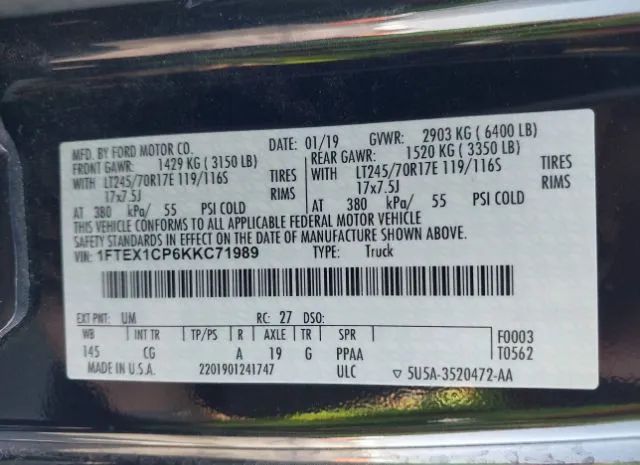 MFD. BY FORD MOTOR CO.
DATE: 01/19 GVWR: 2903 KG ( 6400 LB)
FRONT GAWR: 1429 KG ( 3150 LB) REAR GAWR: 1520 KG ( 3350 LB)
WITH LT245/70R17E 119/116S TIRES WITH LT245/70R17E 119/116S TIRES
17x7.5J RIMS 17x7.5J RIMS
AT 380 kPa/ 55 PSI COLD AT 380 kPa/ 55 PSI COLD
THIS VEHICLE CONFORMS TO ALL APPLICABLE FEDERAL MOTOR VEHICLE
SAFETY STANDARDS IN EFFECT ON THE DATE OF MANUFACTURE SHOWN ABOVE.
VIN: 1FTEX1CP6KKC71989 TYPE: Truck
EXT PNT: UM RC: 27 DSO:
WB INT TR TP/PS R AXLE TR SPR F0003
145 CG A 19 G PPAA T0562
MADE IN U.S.A. 2201901241747 ULC ▽ 5U5A-3520472-AA